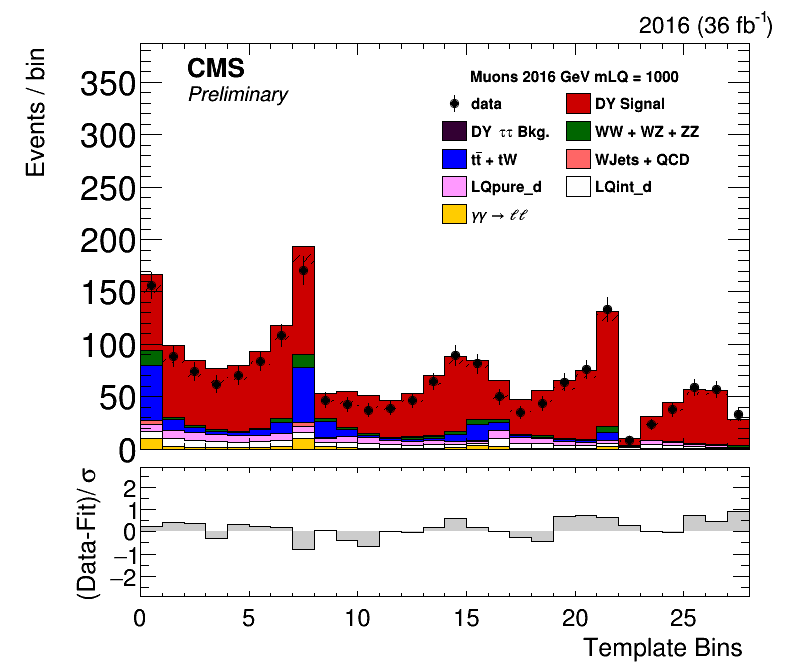 2016 (36 fb⁻¹)
Events / bin
CMS
Preliminary
Muons 2016 GeV mLQ = 1000
data
DY Signal
DY ττ Bkg.
WW + WZ + ZZ
tt̄ + tW
WJets + QCD
LQpure_d
LQint_d
γγ → ℓℓ
350
300
250
200
150
100
50
0
(Data-Fit)/ σ
2
1
0
−1
−2
0 5 10 15 20 25
Template Bins